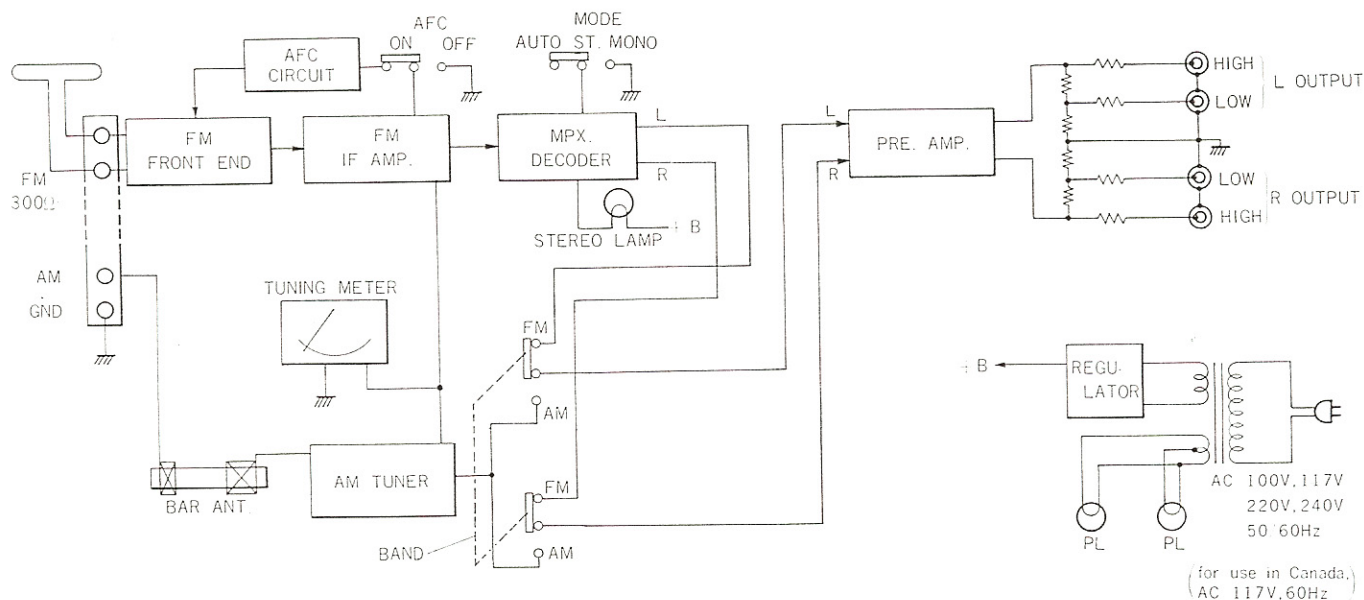 AFC
ON OFF
AFC
CIRCUIT
MODE
AUTO ST. MONO
FM
FRONT END
FM
IF AMP.
MPX.
DECODER
L
R
STEREO LAMP
+ B
FM
300Ω
AM
GND
TUNING METER
BAR ANT.
AM TUNER
FM
AM
FM
AM
BAND
L
R
PRE. AMP.
HIGH
LOW
L OUTPUT
LOW
HIGH
R OUTPUT
+ B
REGU-
LATOR
PL
PL
AC 100V, 117V
220V, 240V
50/60Hz
(for use in Canada,
AC 117V, 60Hz